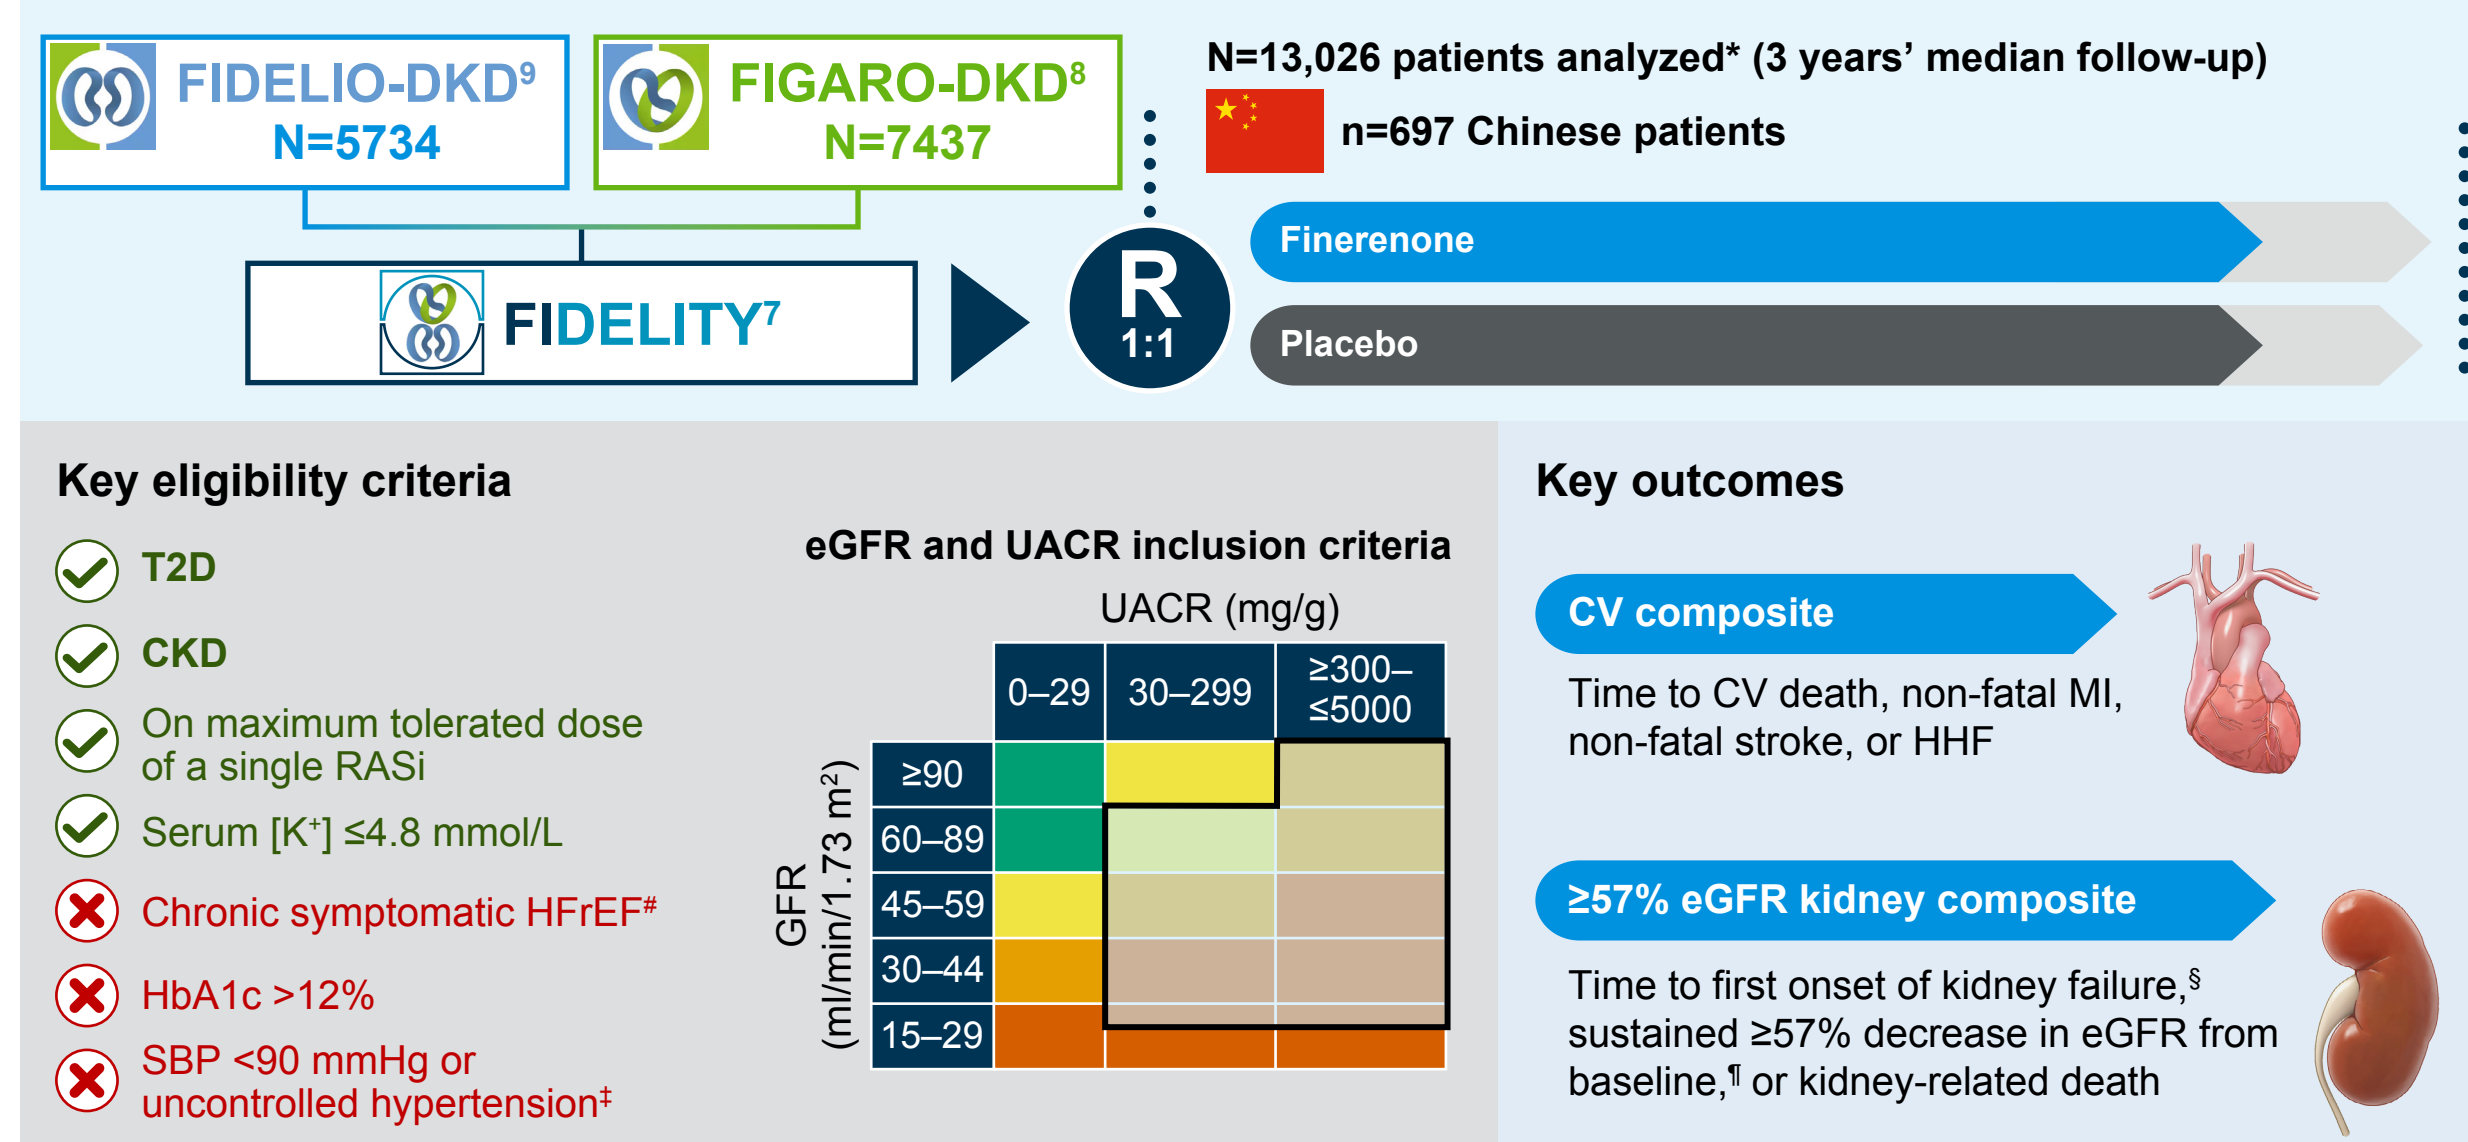 FIDELIO-DKD⁹
N=5734
FIGARO-DKD⁸
N=7437
FIDELITY⁷
R
1:1
N=13,026 patients analyzed* (3 years’ median follow-up)
n=697 Chinese patients
Finerenone
Placebo
Key eligibility criteria
T2D
CKD
On maximum tolerated dose
of a single RASi
Serum [K⁺] ≤4.8 mmol/L
Chronic symptomatic HFrEF#
HbA1c >12%
SBP <90 mmHg or
uncontrolled hypertension‡
eGFR and UACR inclusion criteria
UACR (mg/g)
0–29
30–299
≥300–
≤5000
GFR
(ml/min/1.73 m²)
≥90
60–89
45–59
30–44
15–29
Key outcomes
CV composite
Time to CV death, non-fatal MI,
non-fatal stroke, or HHF
≥57% eGFR kidney composite
Time to first onset of kidney failure,§
sustained ≥57% decrease in eGFR from
baseline,¶ or kidney-related death